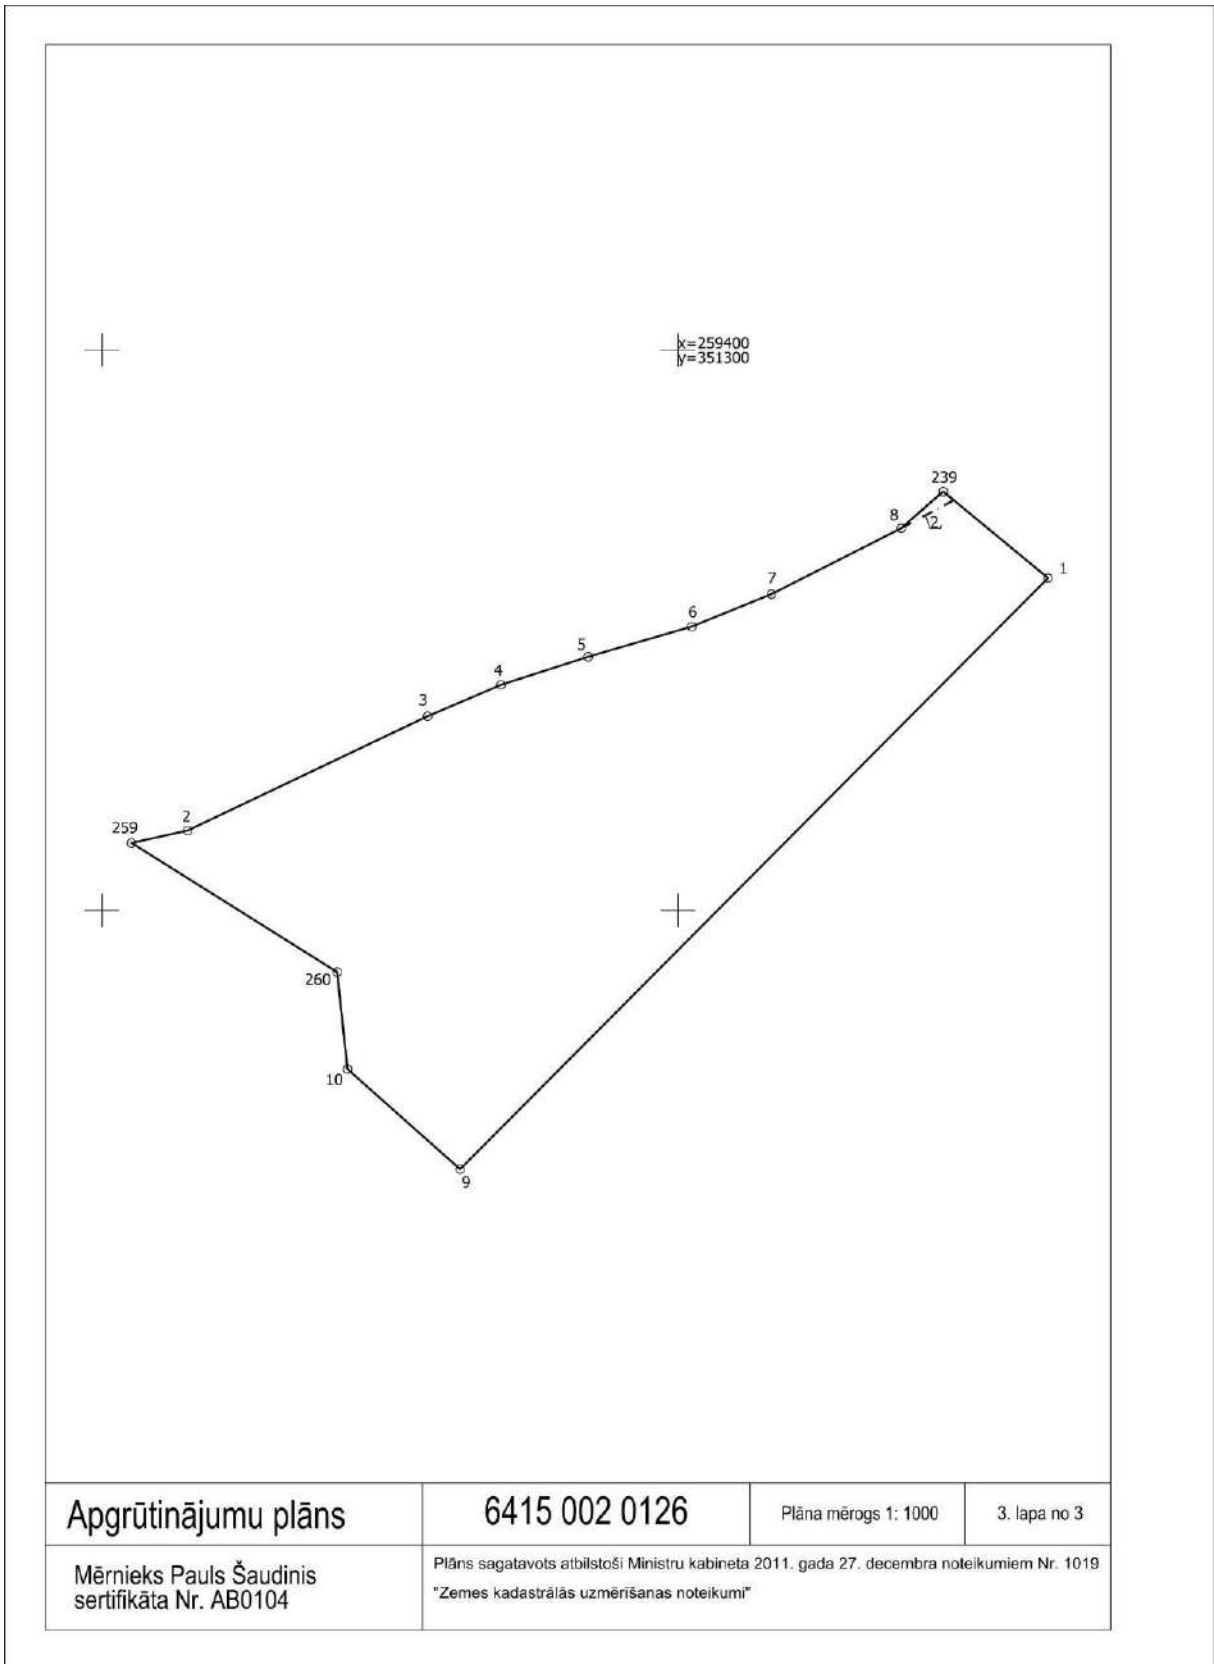 x=259400
y=351300
239
8
2
1
7
6
5
4
3
2
259
260
10
9
Apgrūtinājumu plāns
6415 002 0126
Plāna mērogs 1: 1000
3. lapa no 3
Mērnieks Pauls Šaudinis
sertifikāta Nr. AB0104
Plāns sagatavots atbilstoši Ministru kabineta 2011. gada 27. decembra noteikumiem Nr. 1019
"Zemes kadastrālās uzmērīšanas noteikumi"